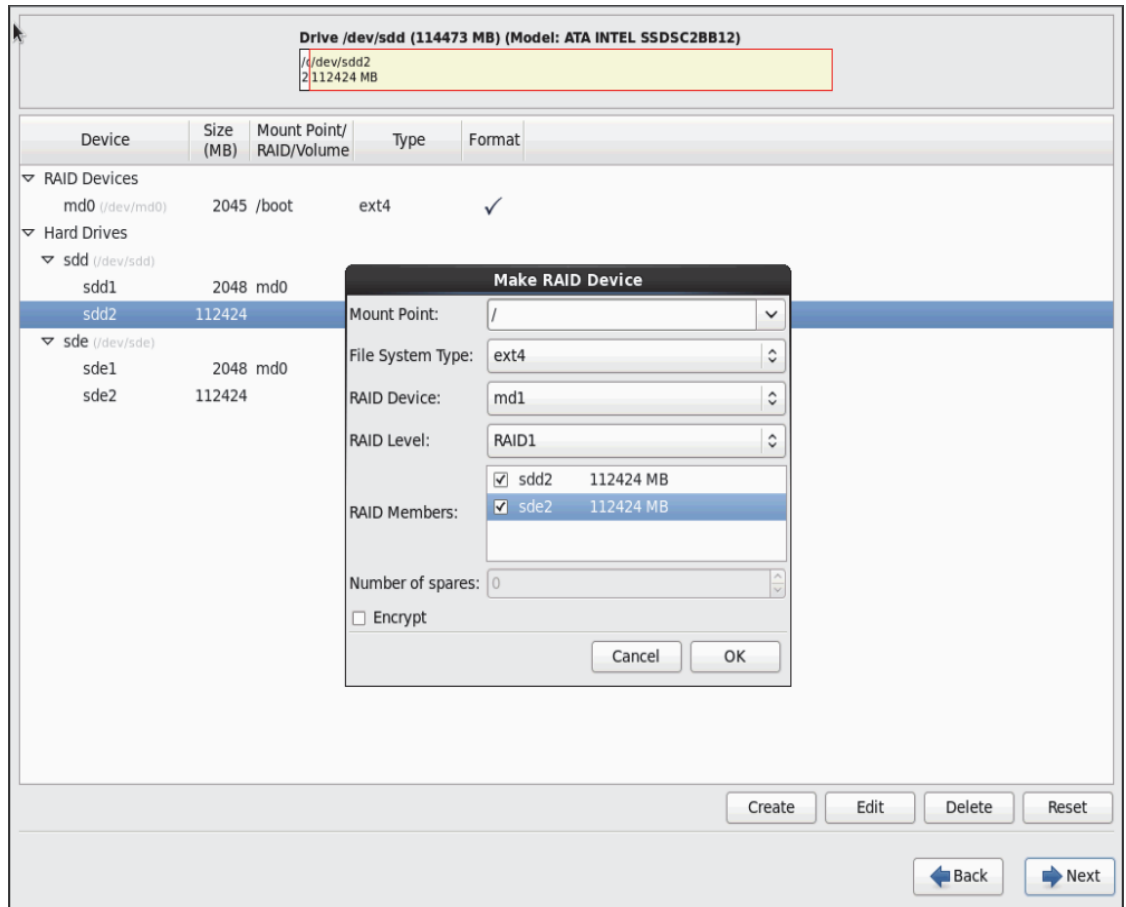 Drive /dev/sdd (114473 MB) (Model: ATA INTEL SSDSC2BB12)
/d/dev/sdd2
2 112424 MB
Device Size (MB) Mount Point/ RAID/Volume Type Format
RAID Devices
md0 (/dev/md0) 2045 /boot ext4 ✓
Hard Drives
sdd (/dev/sdd)
sdd1 2048 md0
sdd2 112424
sde (/dev/sde)
sde1 2048 md0
sde2 112424
Make RAID Device
Mount Point: /
File System Type: ext4
RAID Device: md1
RAID Level: RAID1
RAID Members:
sdd2 112424 MB
sde2 112424 MB
Number of spares: 0
Encrypt
Cancel OK
Create Edit Delete Reset
Back Next